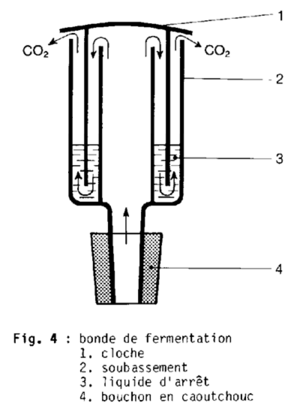 1
CO2
CO2
2
3
4
Fig. 4 : bonde de fermentation
1. cloche
2. soubassement
3. liquide d'arrêt
4. bouchon en caoutchouc